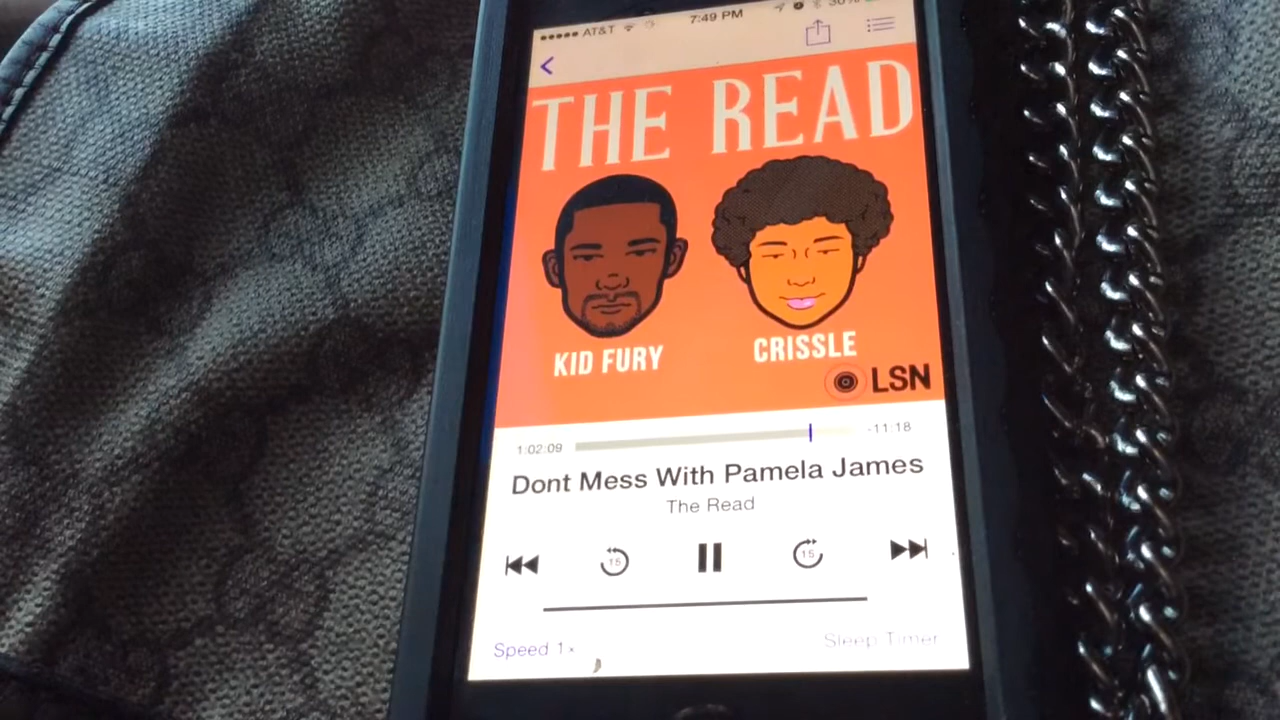 AT&T 7:49 PM 30%
THE READ
KID FURY CRISSLE
LSN
1:02:09 -11:18
Dont Mess With Pamela James
The Read
15 15
Speed 1x Sleep Timer